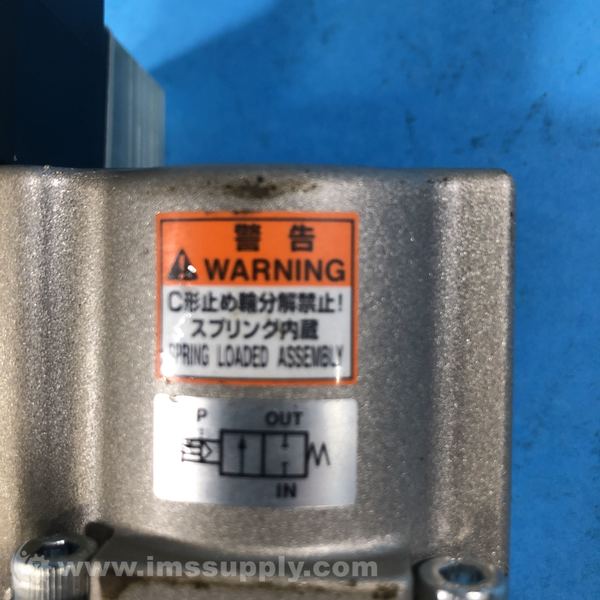 警告
WARNING
C形止め輪分解禁止!
スプリング内蔵
SPRING LOADED ASSEMBLY
P OUT
IN
www.imssupply.com